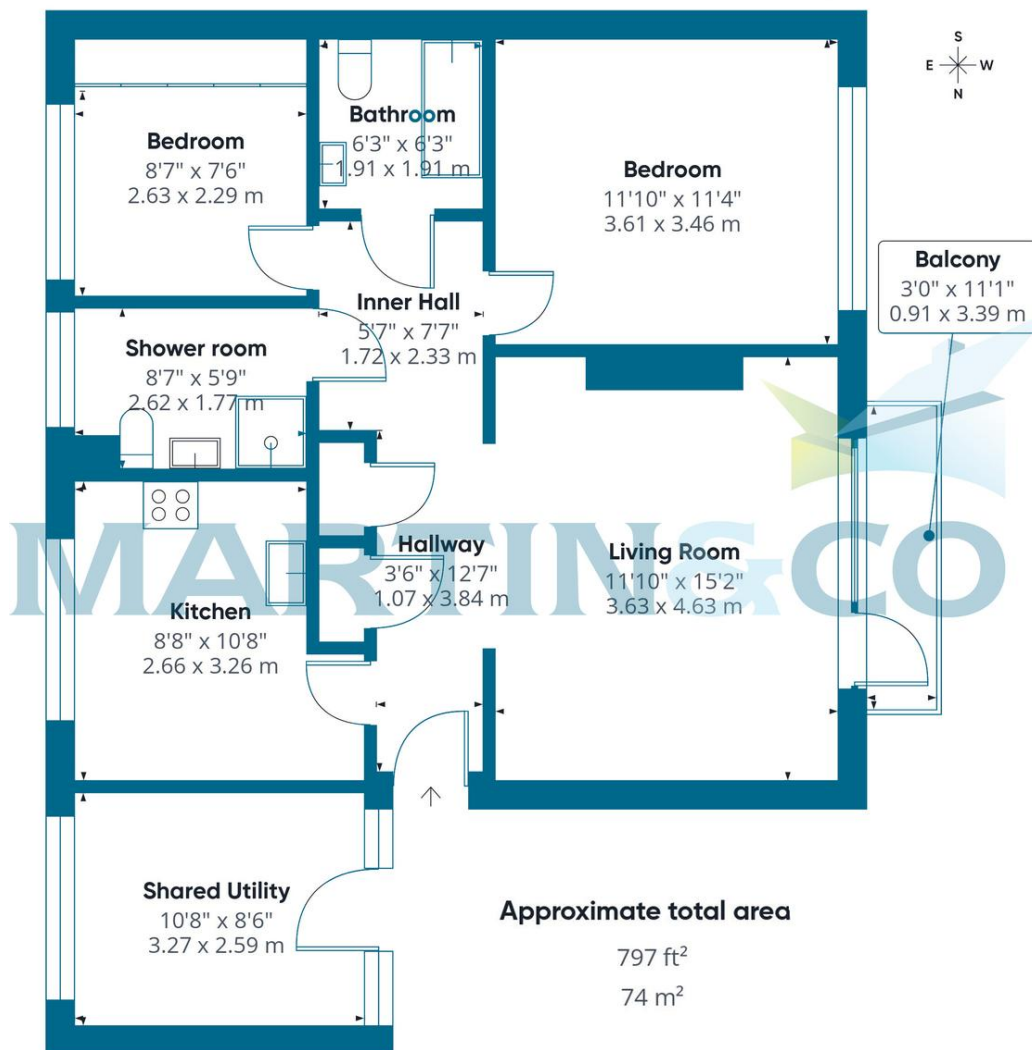 S
E W
N
Bathroom
6'3" x 6'3"
1.91 x 1.91 m
Bedroom
8'7" x 7'6"
2.63 x 2.29 m
Bedroom
11'10" x 11'4"
3.61 x 3.46 m
Balcony
3'0" x 11'1"
0.91 x 3.39 m
Inner Hall
5'7" x 7'7"
1.72 x 2.33 m
Shower room
8'7" x 5'9"
2.62 x 1.77 m
MARTIN&CO
Hallway
3'6" x 12'7"
1.07 x 3.84 m
Living Room
11'10" x 15'2"
3.63 x 4.63 m
Kitchen
8'8" x 10'8"
2.66 x 3.26 m
Shared Utility
10'8" x 8'6"
3.27 x 2.59 m
Approximate total area
797 ft²
74 m²